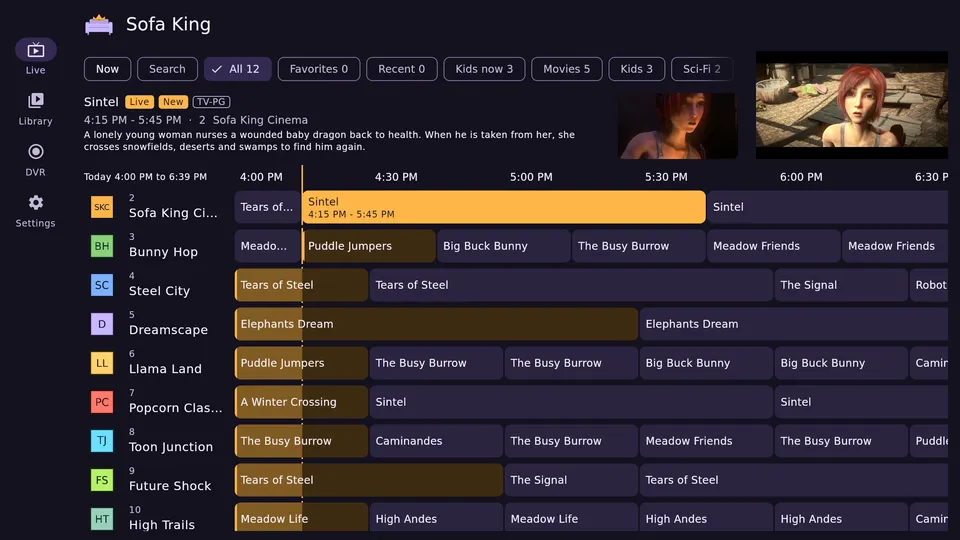 Sofa King
Live
Library
DVR
Settings
Now Search All 12 Favorites 0 Recent 0 Kids now 3 Movies 5 Kids 3 Sci-Fi 2
Sintel Live New TV-PG
4:15 PM - 5:45 PM · 2 Sofa King Cinema
A lonely young woman nurses a wounded baby dragon back to health. When he is taken from her, she
crosses snowfields, deserts and swamps to find him again.
Today 4:00 PM to 6:39 PM 4:00 PM 4:30 PM 5:00 PM 5:30 PM 6:00 PM 6:30 P
SKC 2 Sofa King Ci... Tears of... Sintel 4:15 PM - 5:45 PM Sintel
BH 3 Bunny Hop Meado... Puddle Jumpers Big Buck Bunny The Busy Burrow Meadow Friends Meadow Friends
SC 4 Steel City Tears of Steel Tears of Steel The Signal Robot
D 5 Dreamscape Elephants Dream Elephants Dream
LL 6 Llama Land Puddle Jumpers The Busy Burrow The Busy Burrow Big Buck Bunny Big Buck Bunny Camin
PC 7 Popcorn Clas... A Winter Crossing Sintel Sintel
TJ 8 Toon Junction The Busy Burrow Caminandes The Busy Burrow Meadow Friends The Busy Burrow Puddle
FS 9 Future Shock Tears of Steel The Signal Tears of Steel
HT 10 High Trails Meadow Life High Andes Meadow Life High Andes High Andes Camin